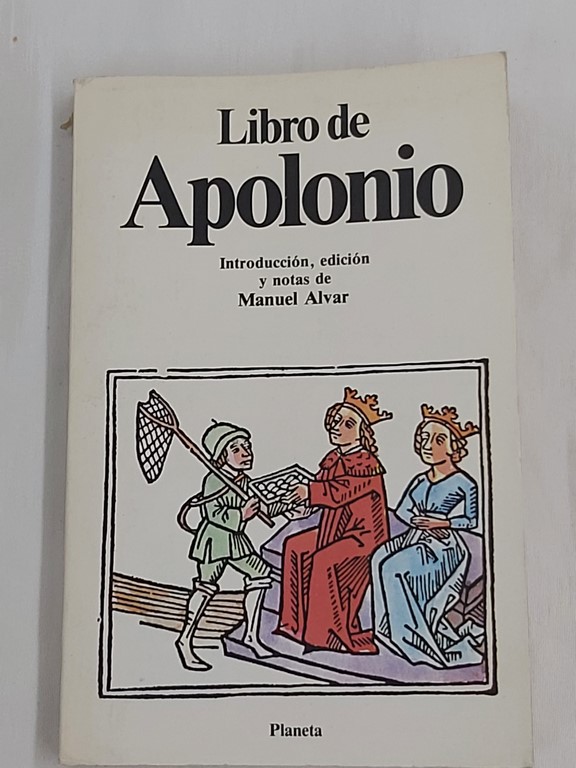 Libro de
Apolonio
Introducción, edición
y notas de
Manuel Alvar
Planeta